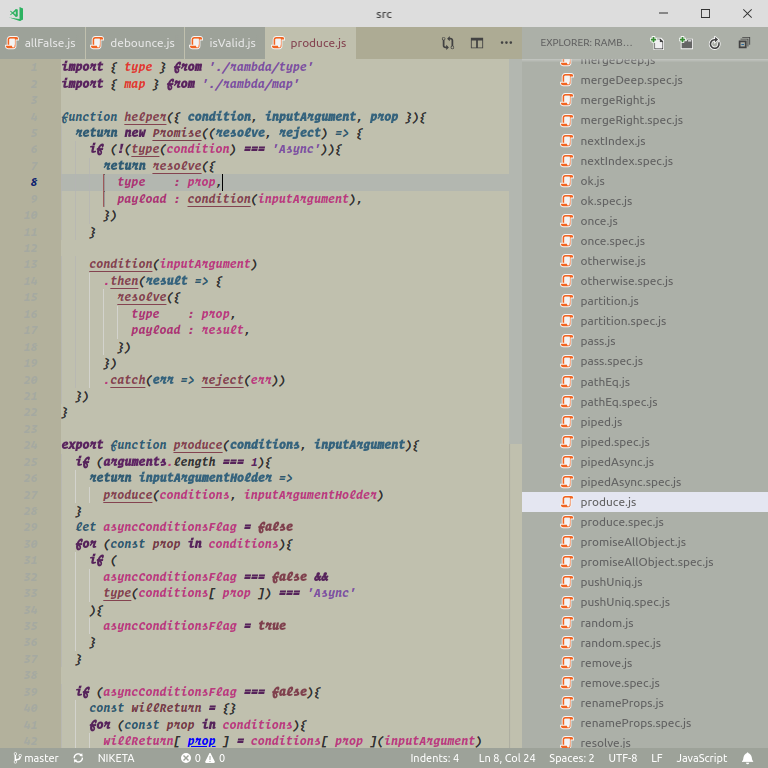 src
allFalse.js debounce.js isValid.js produce.js
EXPLORER: RAMB...
1 import { type } from './rambda/type'
2 import { map } from './rambda/map'
3
4 function helper({ condition, inputArgument, prop }){
5 return new Promise((resolve, reject) => {
6 if (!(type(condition) === 'Async')){
7 return resolve({
8 type : prop,
9 payload : condition(inputArgument),
10 })
11 }
12
13 condition(inputArgument)
14 .then(result => {
15 resolve({
16 type : prop,
17 payload : result,
18 })
19 })
20 .catch(err => reject(err))
21 })
22 }
23
24 export function produce(conditions, inputArgument){
25 if (arguments.length === 1){
26 return inputArgumentHolder =>
27 produce(conditions, inputArgumentHolder)
28 }
29 let asyncConditionsFlag = false
30 for (const prop in conditions){
31 if (
32 asyncConditionsFlag === false &&
33 type(conditions[ prop ]) === 'Async'
34 ){
35 asyncConditionsFlag = true
36 }
37 }
38
39 if (asyncConditionsFlag === false){
40 const willReturn = {}
41 for (const prop in conditions){
42 willReturn[ prop ] = conditions[ prop ](inputArgument)
mergeDeep.js
mergeDeep.spec.js
mergeRight.js
mergeRight.spec.js
nextIndex.js
nextIndex.spec.js
ok.js
ok.spec.js
once.js
once.spec.js
otherwise.js
otherwise.spec.js
partition.js
partition.spec.js
pass.js
pass.spec.js
pathEq.js
pathEq.spec.js
piped.js
piped.spec.js
pipedAsync.js
pipedAsync.spec.js
produce.js
produce.spec.js
promiseAllObject.js
promiseAllObject.spec.js
pushUniq.js
pushUniq.spec.js
random.js
random.spec.js
remove.js
remove.spec.js
renameProps.js
renameProps.spec.js
resolve.js
master NIKETA 0 0 Indents: 4 Ln 8, Col 24 Spaces: 2 UTF-8 LF JavaScript